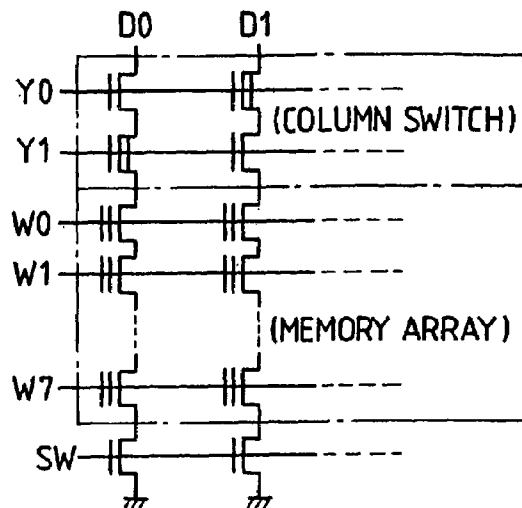 D0 D1
Y0
(COLUMN SWITCH)
Y1
W0
W1
(MEMORY ARRAY)
W7
SW